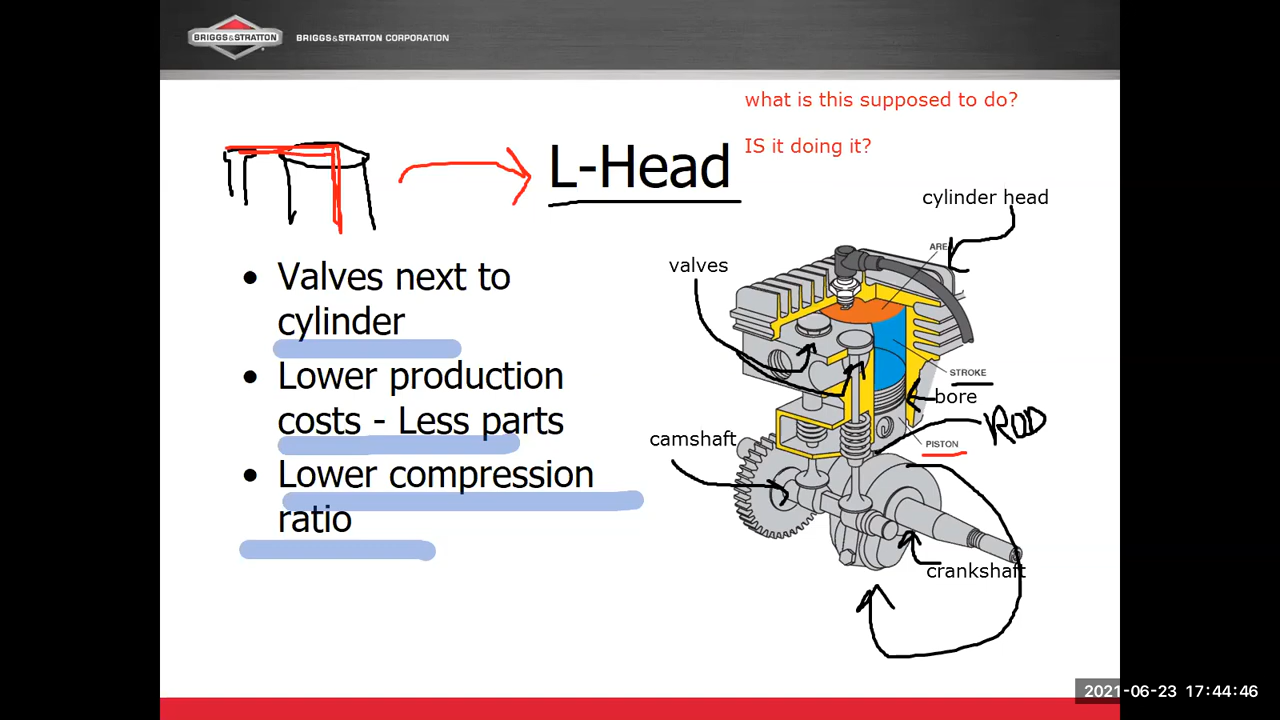 BRIGGS&STRATTON
BRIGGS&STRATTON CORPORATION
what is this supposed to do?
IS it doing it?
L-Head
• Valves next to
cylinder
• Lower production
costs - Less parts
• Lower compression
ratio
cylinder head
AREA
valves
STROKE
bore
ROD
camshaft
PISTON
crankshaft
2021-06-23 17:44:46